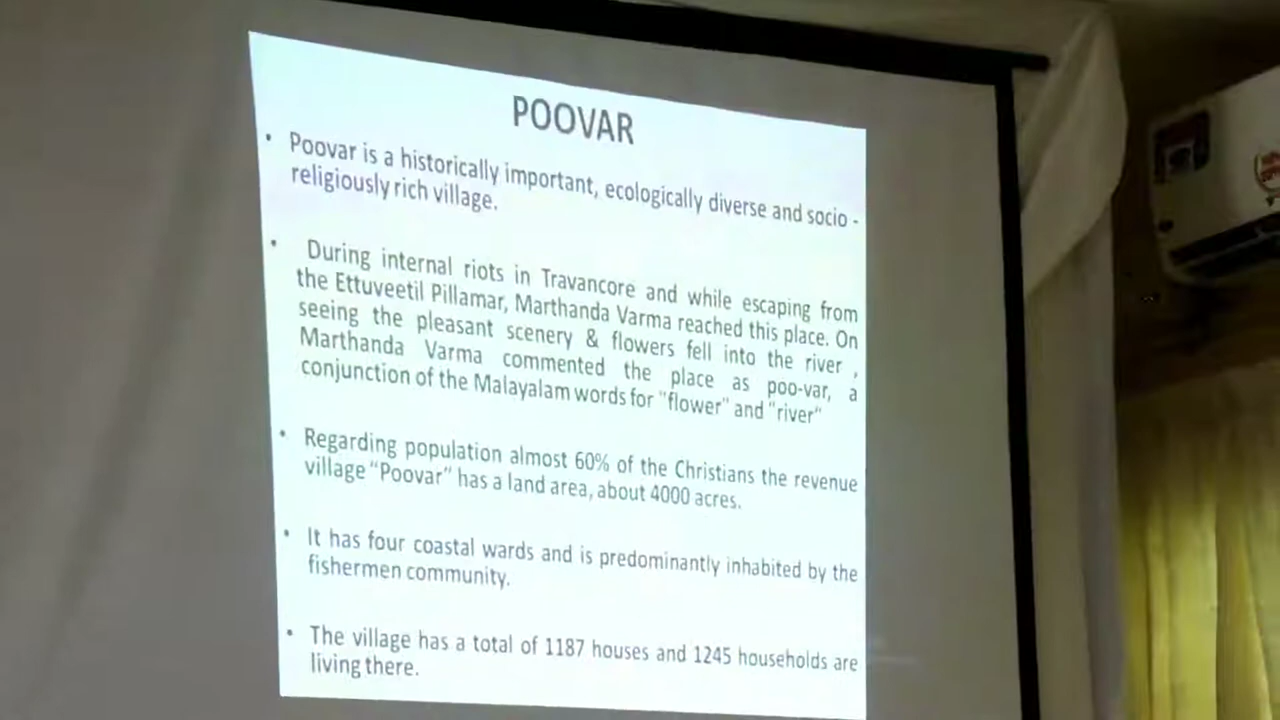 POOVAR
• Poovar is a historically important, ecologically diverse and socio -
religiously rich village.
• During internal riots in Travancore and while escaping from
the Ettuveetil Pillamar, Marthanda Varma reached this place. On
seeing the pleasant scenery & flowers fell into the river ,
Marthanda Varma commented the place as poo-var, a
conjunction of the Malayalam words for "flower" and "river"
• Regarding population almost 60% of the Christians the revenue
village "Poovar" has a land area, about 4000 acres.
• It has four coastal wards and is predominantly inhabited by the
fishermen community.
• The village has a total of 1187 houses and 1245 households are
living there.